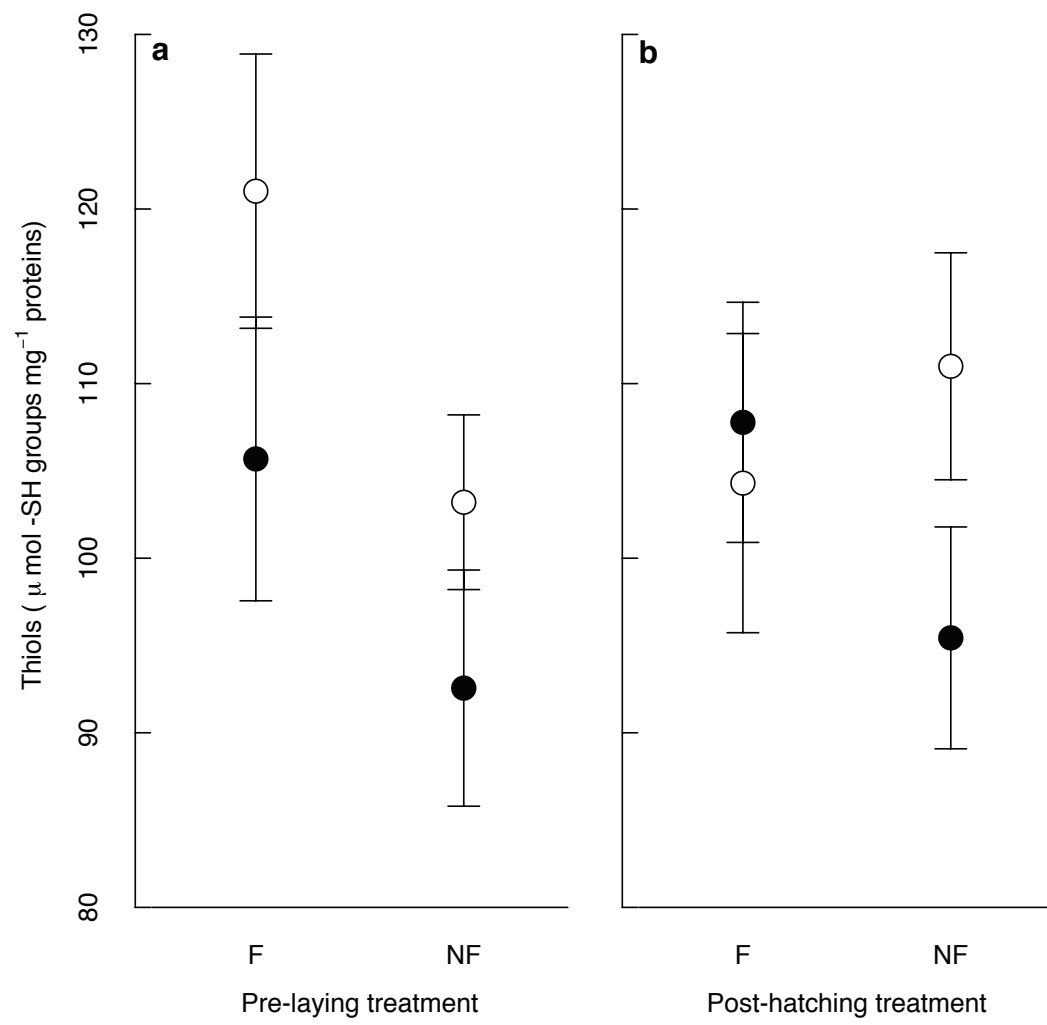 a
b
130
120
110
100
90
80
Thiols ( μ mol -SH groups mg⁻¹ proteins)
F NF
F NF
Pre-laying treatment
Post-hatching treatment